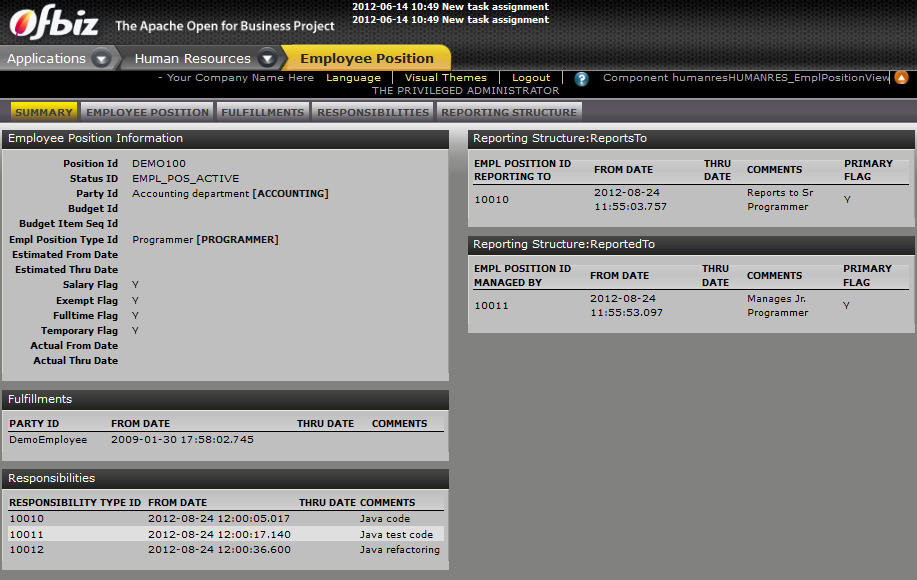 Ofbiz The Apache Open for Business Project
2012-06-14 10:49 New task assignment
2012-06-14 10:49 New task assignment
Applications Human Resources Employee Position
- Your Company Name Here Language Visual Themes Logout ? Component humanresHUMANRES_EmplPositionView
THE PRIVILEGED ADMINISTRATOR
SUMMARY EMPLOYEE POSITION FULFILLMENTS RESPONSIBILITIES REPORTING STRUCTURE
Employee Position Information
Position Id DEMO100
Status ID EMPL_POS_ACTIVE
Party Id Accounting department [ACCOUNTING]
Budget Id
Budget Item Seq Id
Empl Position Type Id Programmer [PROGRAMMER]
Estimated From Date
Estimated Thru Date
Salary Flag Y
Exempt Flag Y
Fulltime Flag Y
Temporary Flag Y
Actual From Date
Actual Thru Date
Fulfillments
PARTY ID FROM DATE THRU DATE COMMENTS
DemoEmployee 2009-01-30 17:58:02.745
Responsibilities
RESPONSIBILITY TYPE ID FROM DATE THRU DATE COMMENTS
10010 2012-08-24 12:00:05.017 Java code
10011 2012-08-24 12:00:17.140 Java test code
10012 2012-08-24 12:00:36.600 Java refactoring
Reporting Structure:ReportsTo
EMPL POSITION ID
REPORTING TO
FROM DATE
THRU
DATE
COMMENTS
PRIMARY
FLAG
10010
2012-08-24
11:55:03.757
Reports to Sr
Programmer
Y
Reporting Structure:ReportedTo
EMPL POSITION ID
MANAGED BY
FROM DATE
THRU
DATE
COMMENTS
PRIMARY
FLAG
10011
2012-08-24
11:55:53.097
Manages Jr.
Programmer
Y